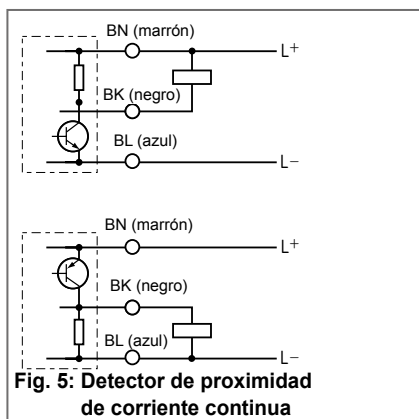 BN (marrón)
L+
BK (negro)
BL (azul)
L−
BN (marrón)
L+
BK (negro)
BL (azul)
L−
Fig. 5: Detector de proximidad
de corriente continua